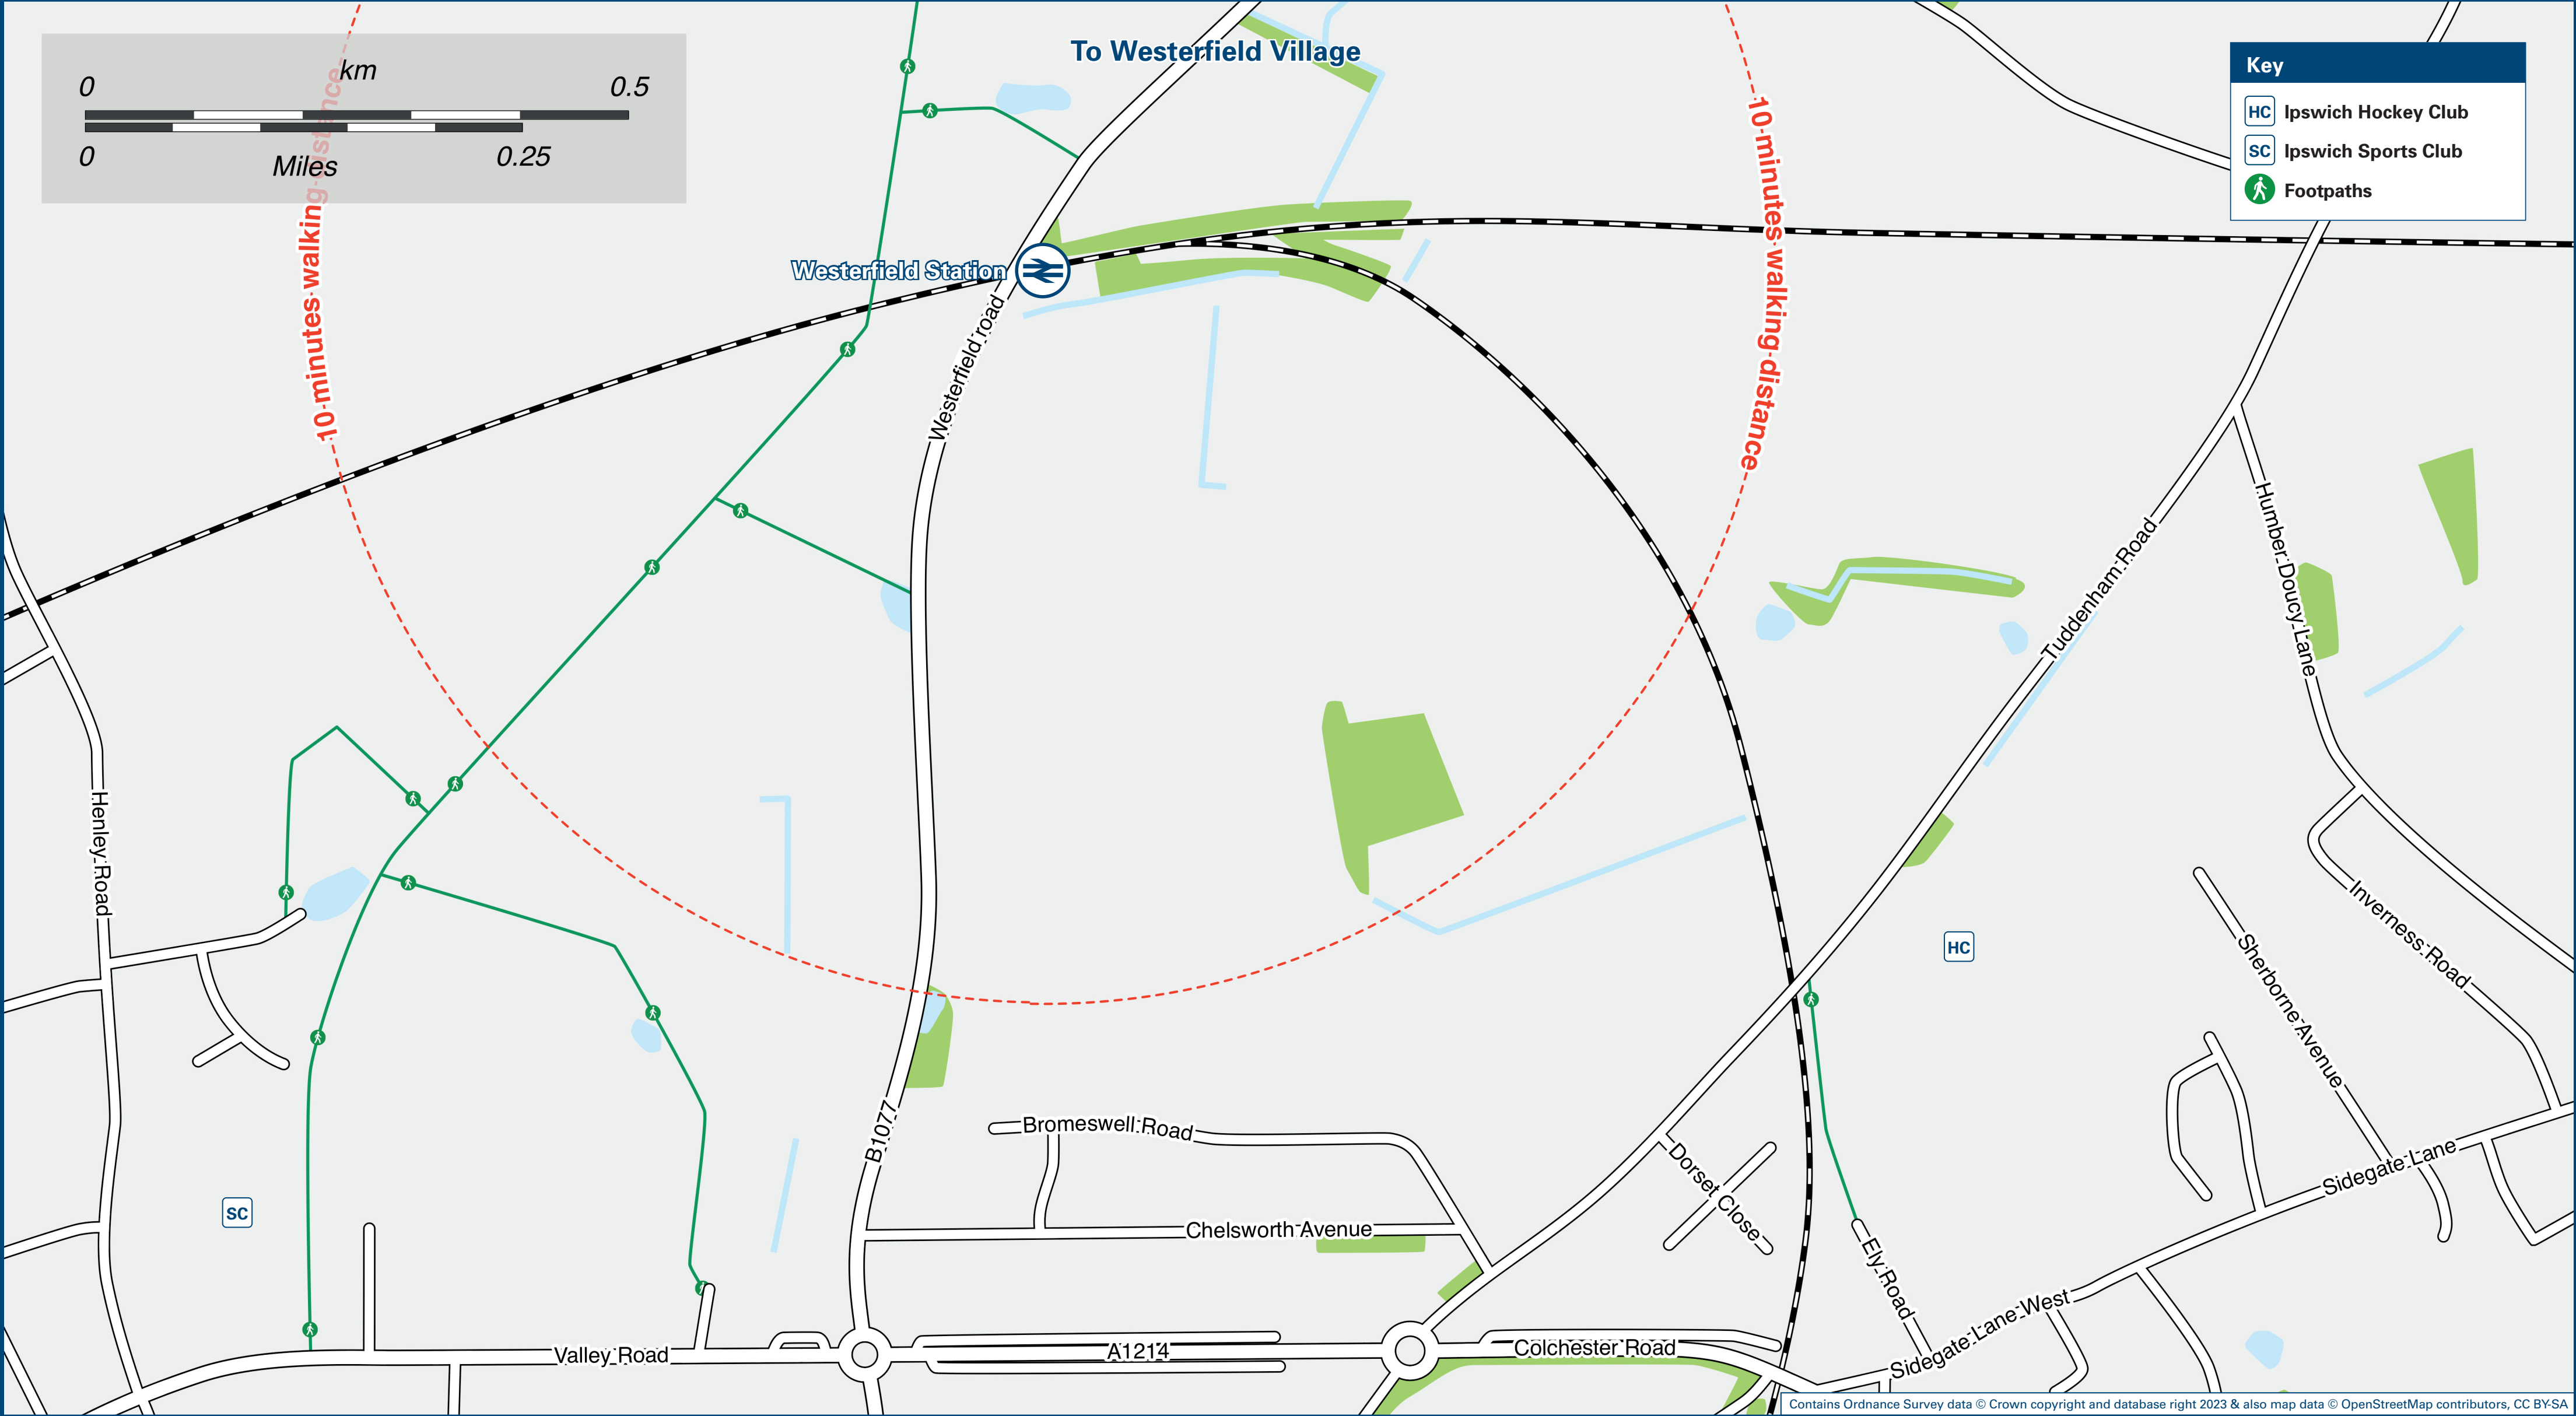 To Westerfield Village
km
0
0.5
0
0.25
Miles
10 minutes walking distance
10 minutes walking distance
Key
HC Ipswich Hockey Club
SC Ipswich Sports Club
Footpaths
Westerfield Station
Westerfield road
Tuddenham Road
Humber Doucy Lane
Henley Road
Inverness Road
Sherborne Avenue
HC
B1077
Bromeswell Road
Dorset Close
Sidegate Lane
SC
Chelsworth Avenue
Ely Road
Sidegate Lane West
Valley Road
A1214
Colchester Road
Contains Ordnance Survey data © Crown copyright and database right 2023 & also map data © OpenStreetMap contributors, CC BY-SA